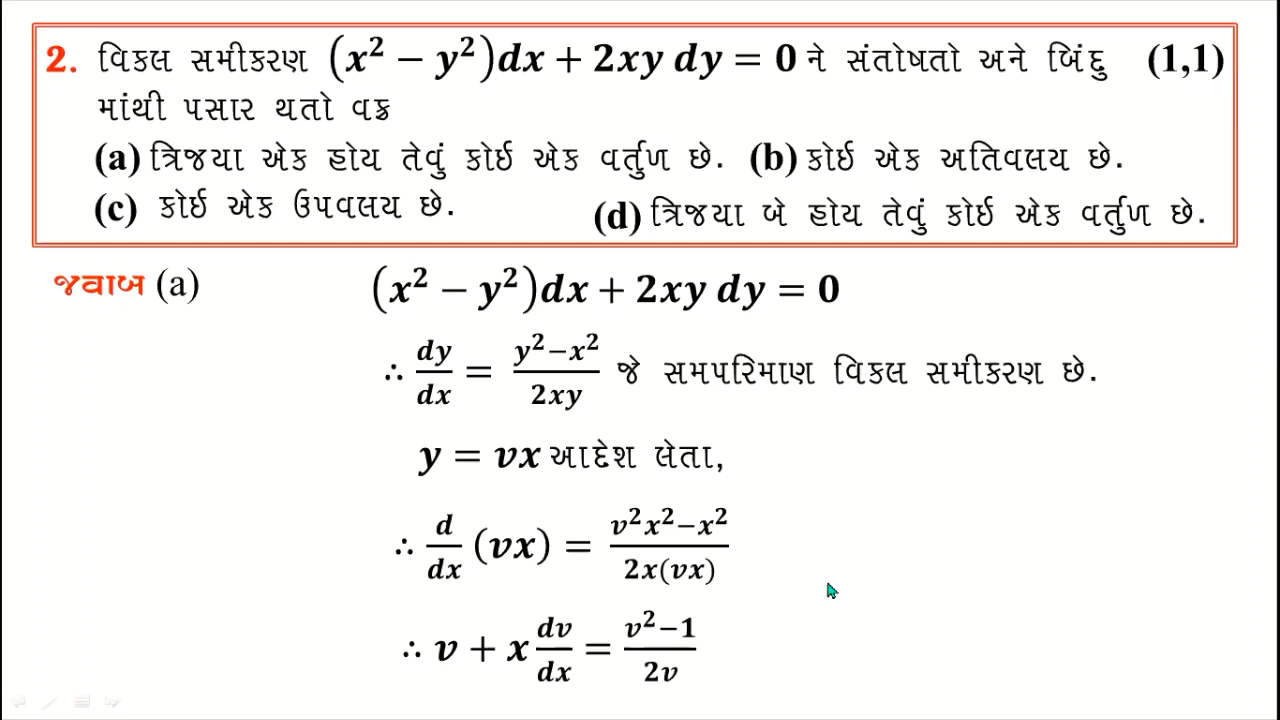 2. વિકલ સમીકરણ (x² − y²)dx + 2xy dy = 0 ને સંતોષતો અને બિંદુ (1,1)
માંથી પસાર થતો વક્ર
(a) ત્રિજયા એક હોય તેવું કોઈ એક વર્તુળ છે. (b) કોઈ એક અતિવલય છે.
(c) કોઈ એક ઉપવલય છે. (d) ત્રિજયા બે હોય તેવું કોઈ એક વર્તુળ છે.
જવાબ (a) (x² − y²)dx + 2xy dy = 0
∴ dy/dx = y²−x²/2xy જે સમપરિમાણ વિકલ સમીકરણ છે.
y = vx આદેશ લેતા,
∴ d/dx (vx) = v²x²−x²/2x(vx)
∴ v + x dv/dx = v²−1/2v